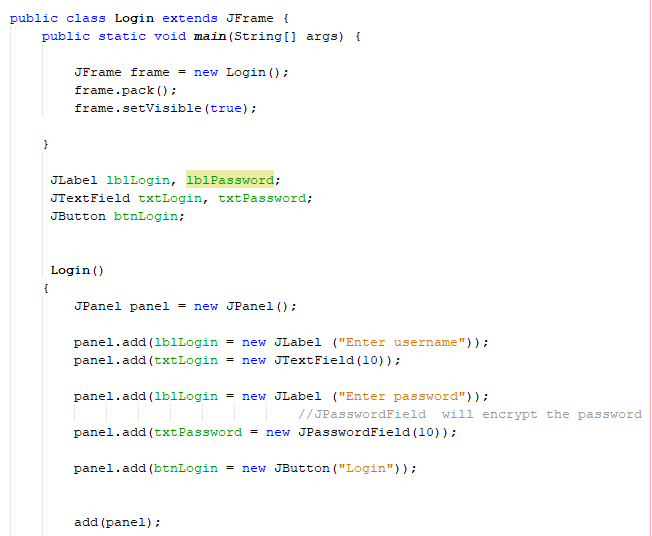 public class Login extends JFrame {
public static void main(String[] args) {
JFrame frame = new Login();
frame.pack();
frame.setVisible(true);
}
JLabel lblLogin, lblPassword;
JTextField txtLogin, txtPassword;
JButton btnLogin;
Login()
{
JPanel panel = new JPanel();
panel.add(lblLogin = new JLabel ("Enter username"));
panel.add(txtLogin = new JTextField(10));
panel.add(lblLogin = new JLabel ("Enter password"));
//JPasswordField  will encrypt the password
panel.add(txtPassword = new JPasswordField(10));
panel.add(btnLogin = new JButton("Login"));
add(panel);